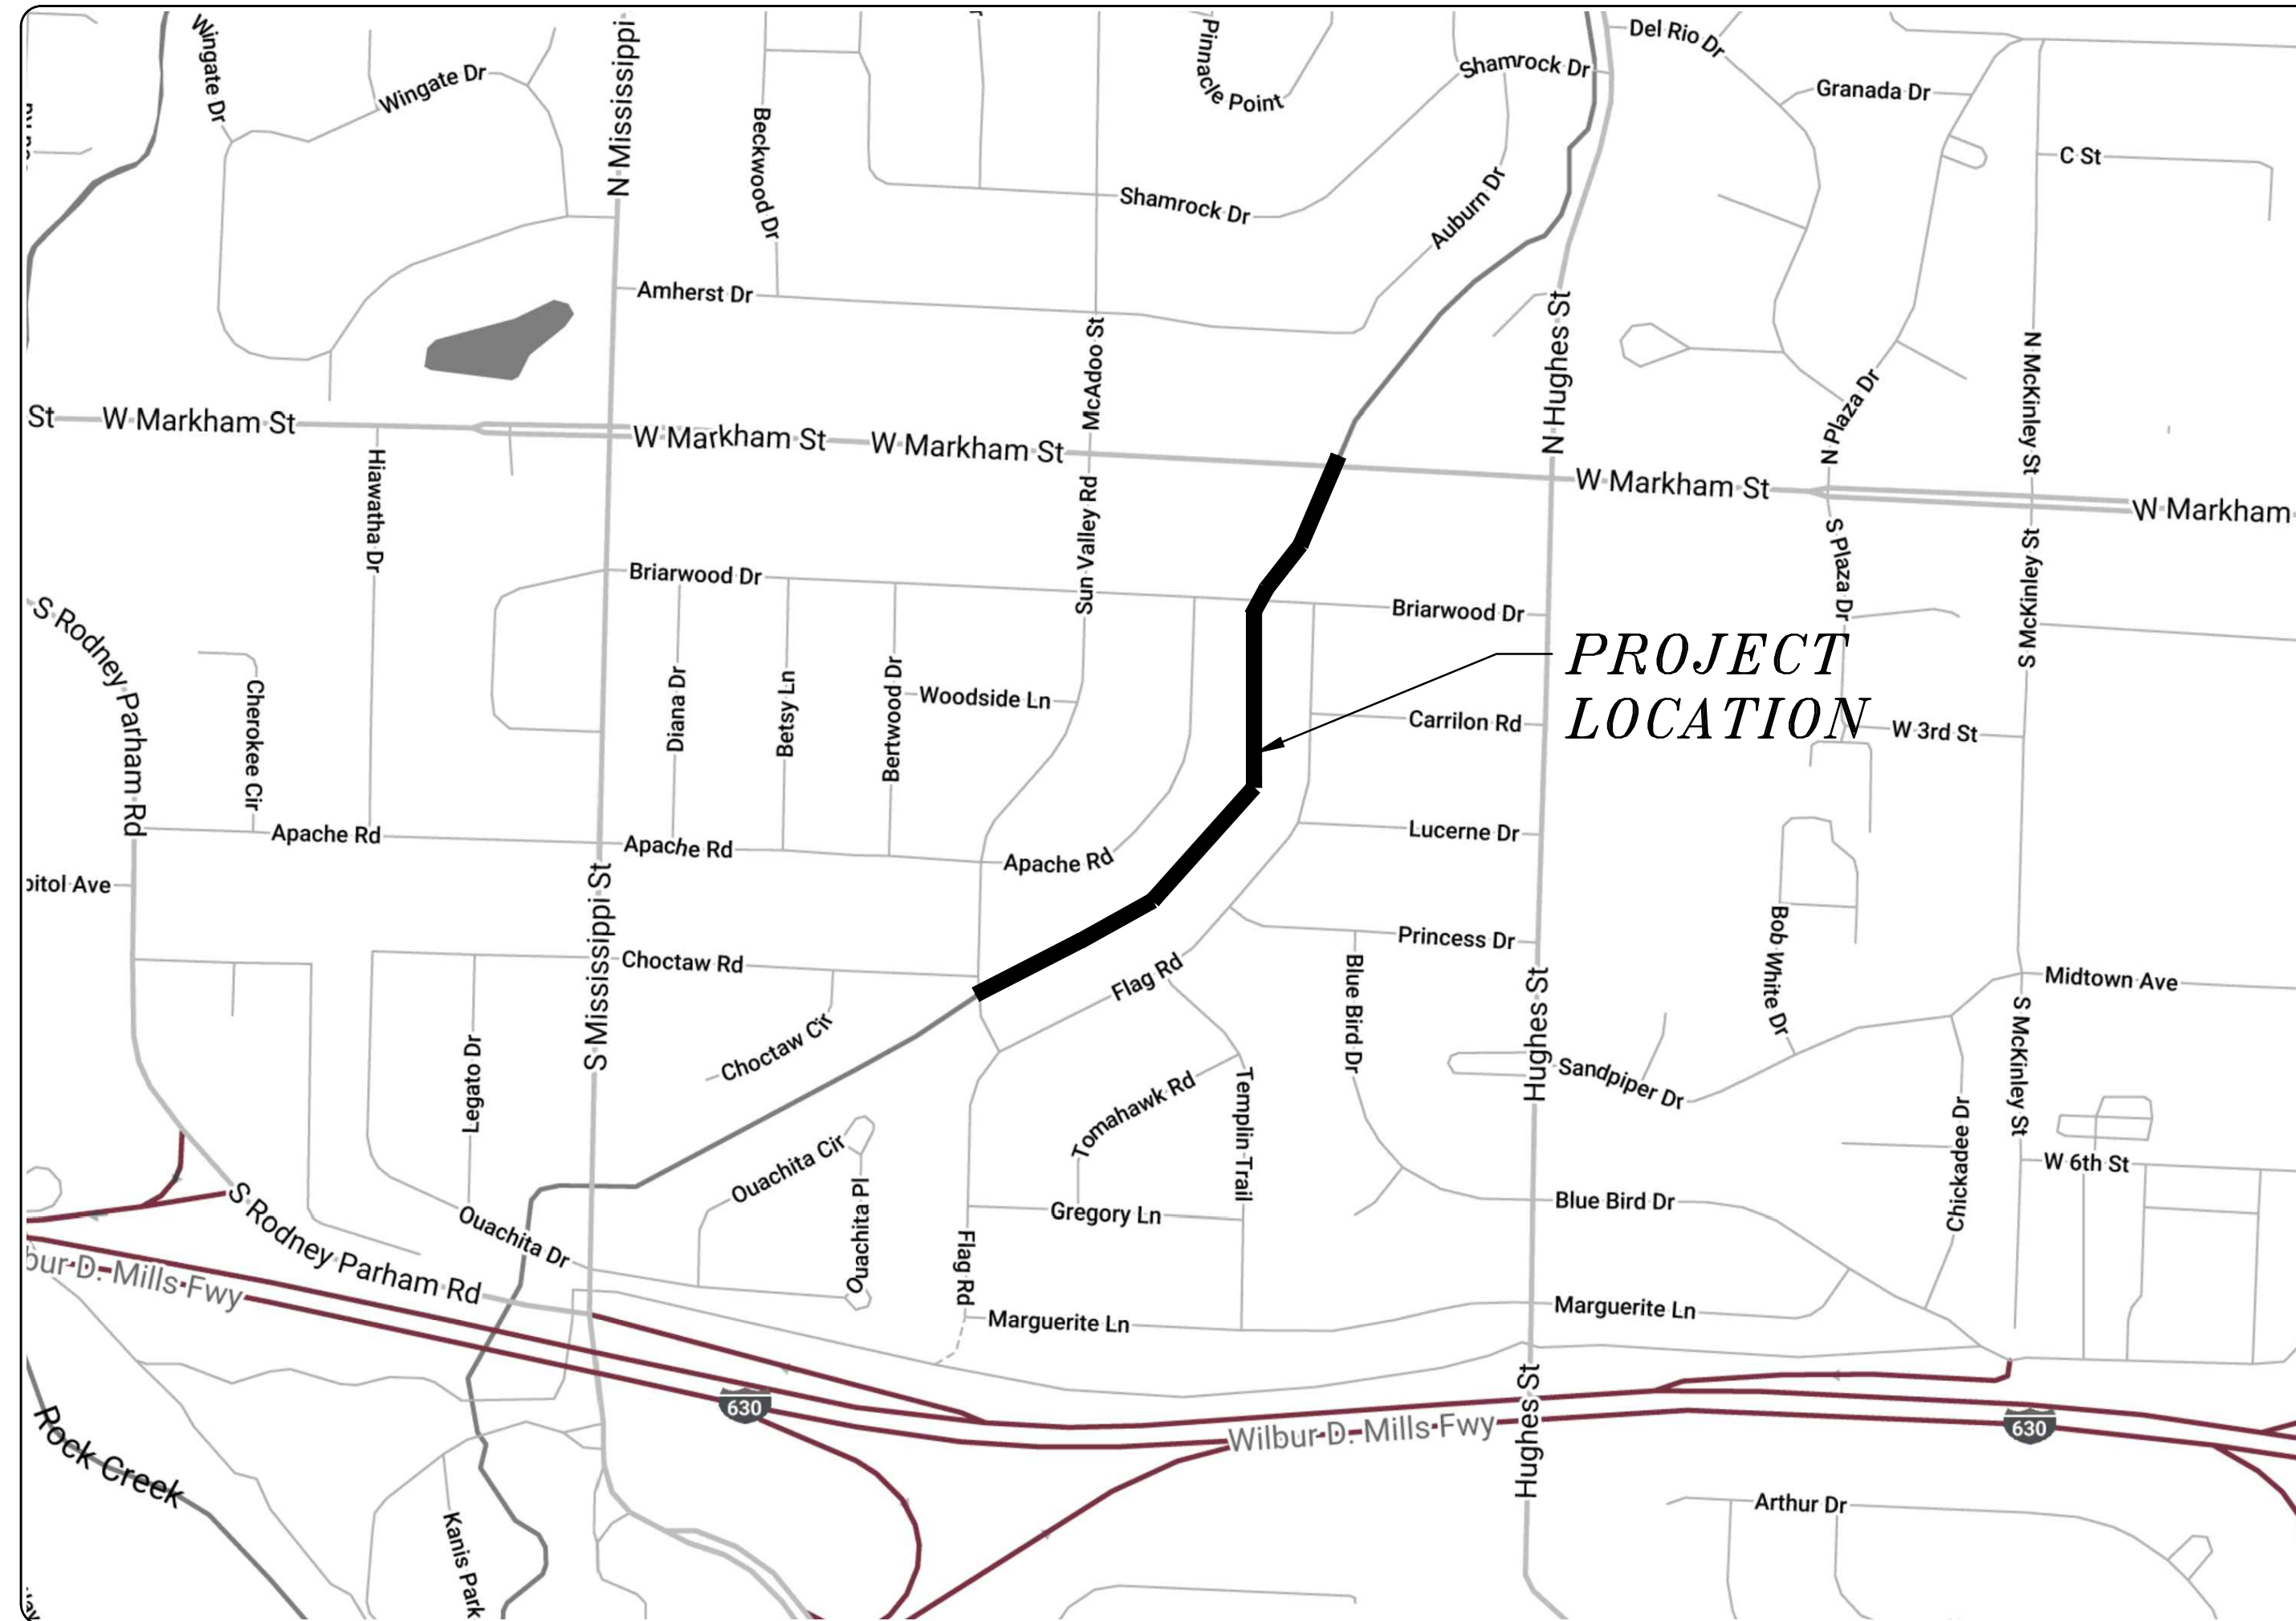 Wingate Dr
Wingate Dr
N Mississippi
Beckwood Dr
Pinnacle Point
Shamrock Dr
Del Rio Dr
Granada Dr
C St
Shamrock Dr
Auburn Dr
Amherst Dr
McAdoo St
N Hughes St
N Plaza Dr
N McKinley St
St
W Markham St
W Markham St
W Markham St
W Markham St
W Markham
Hiawatha Dr
Sun Valley Rd
S Plaza Dr
S McKinley St
S Rodney Parham Rd
Briarwood Dr
Briarwood Dr
PROJECT
LOCATION
Cherokee Cir
Diana Dr
Betsy Ln
Bertwood Dr
Woodside Ln
Carrilon Rd
W 3rd St
Apache Rd
Apache Rd
Apache Rd
Lucerne Dr
pitol Ave
S Mississippi St
Choctaw Rd
Flag Rd
Princess Dr
Bob White Dr
Midtown Ave
Legato Dr
Choctaw Cir
Blue Bird Dr
Hughes St
Sandpiper Dr
S McKinley St
Tomahawk Rd
Templin Trail
Chickadee Dr
W 6th St
Ouachita Cir
Ouachita Pl
Gregory Ln
Blue Bird Dr
S Rodney Parham Rd
Ouachita Dr
Flag Rd
bur D. Mills Fwy
Marguerite Ln
Marguerite Ln
630
Hughes St
Wilbur D. Mills Fwy
630
Rock Creek
Kanis Park
Arthur Dr